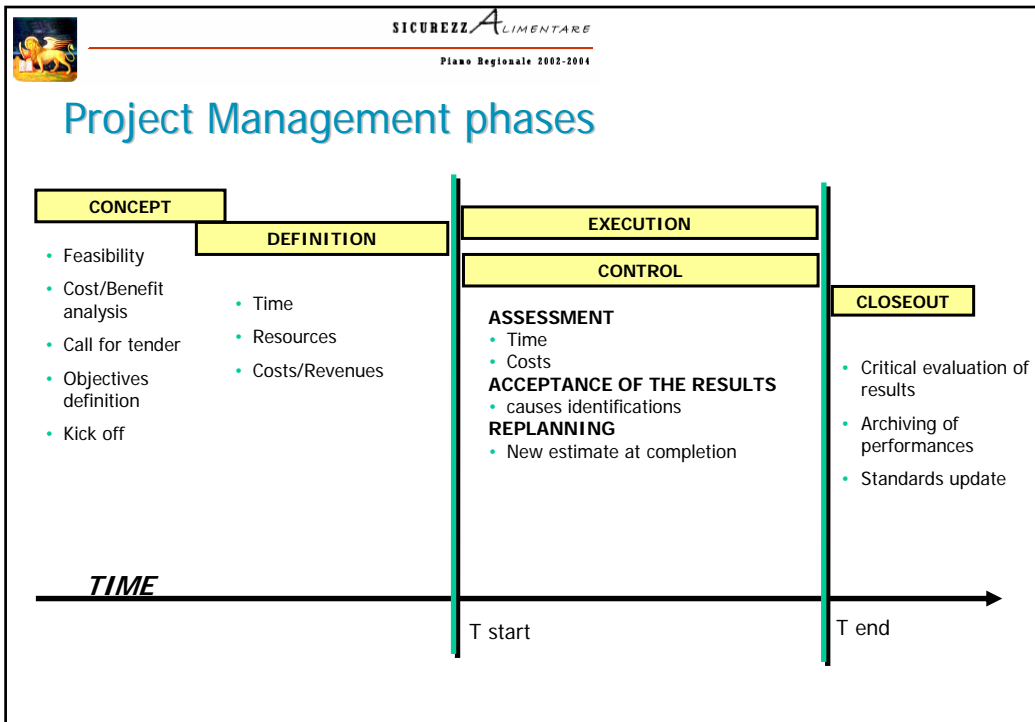 SICUREZZ ALIMENTARE
Piano Regionale 2002-2004
Project Management phases
CONCEPT
• Feasibility
• Cost/Benefit
analysis
• Call for tender
• Objectives
definition
• Kick off
DEFINITION
• Time
• Resources
• Costs/Revenues
EXECUTION
CONTROL
ASSESSMENT
• Time
• Costs
ACCEPTANCE OF THE RESULTS
• causes identifications
REPLANNING
• New estimate at completion
CLOSEOUT
• Critical evaluation of
results
• Archiving of
performances
• Standards update
TIME
T start
T end